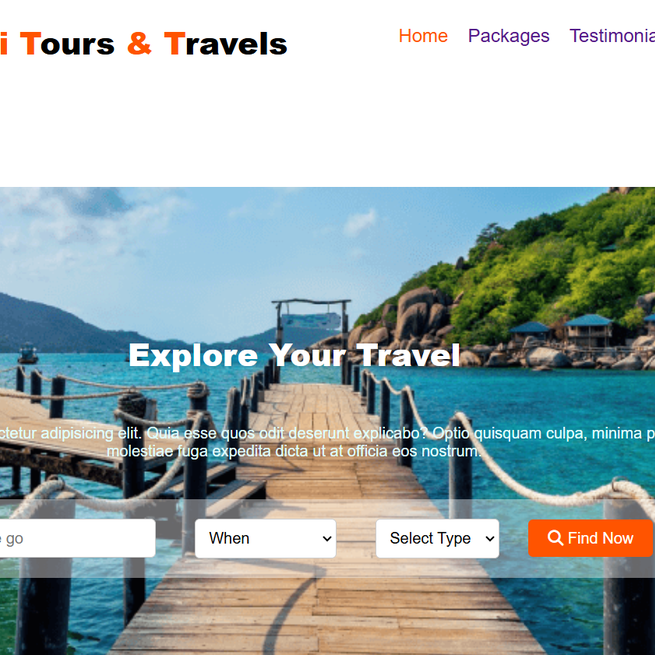 i Tours & Travels
Home Packages Testimonia
Explore Your Travel
ctetur adipisicing elit. Quia esse quos odit deserunt explicabo? Optio quisquam culpa, minima p
molestiae fuga expedita dicta ut at officia eos nostrum.
e go When Select Type Find Now